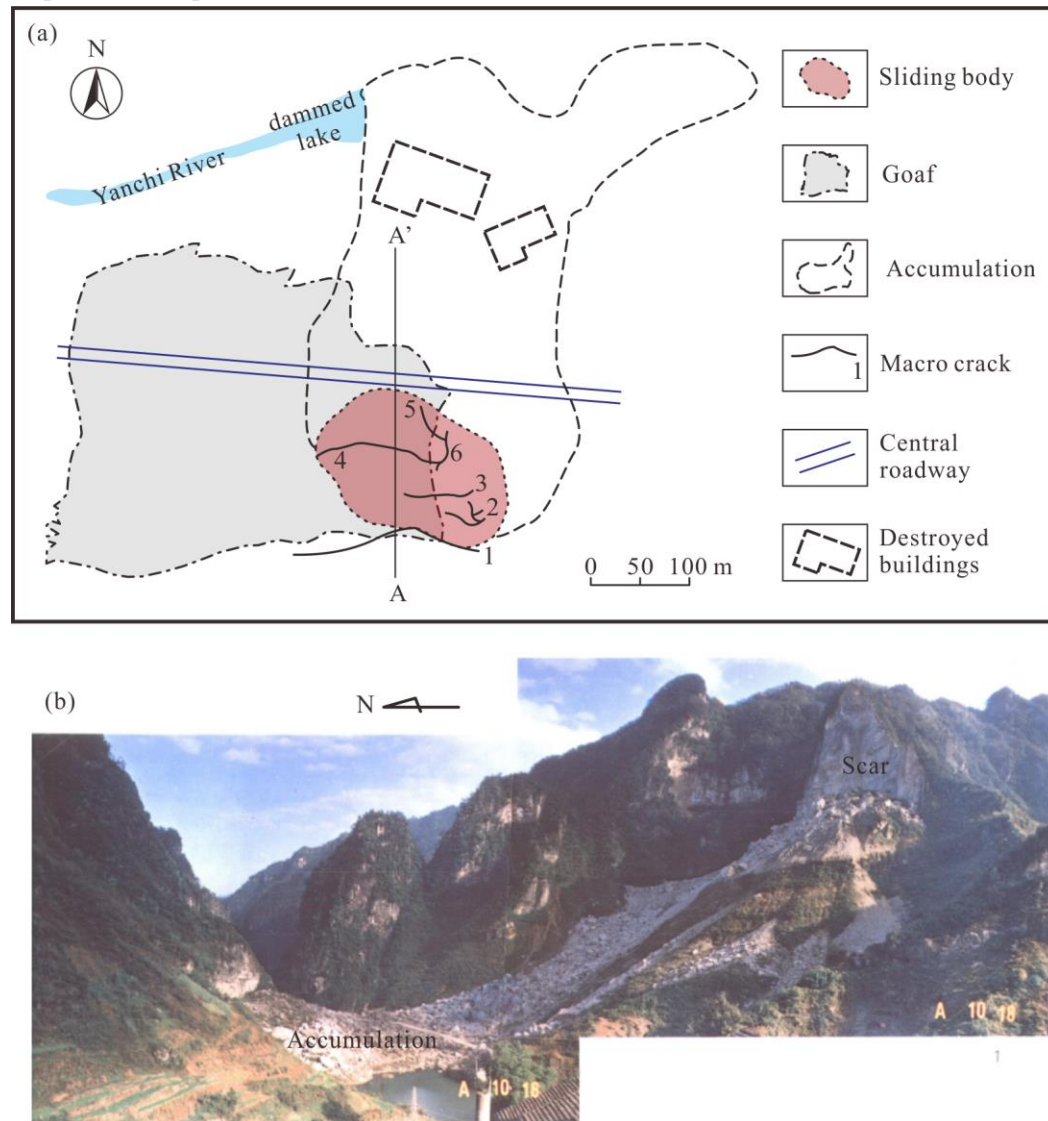 (a)
N
dammed
lake
Yanchi River
A'
5
4
6
3
2
1
A
0 50 100 m
Sliding body
Goaf
Accumulation
1
Macro crack
Central
roadway
Destroyed
buildings
(b)
N
Scar
Accumulation
A 10 18
A 10 18
1